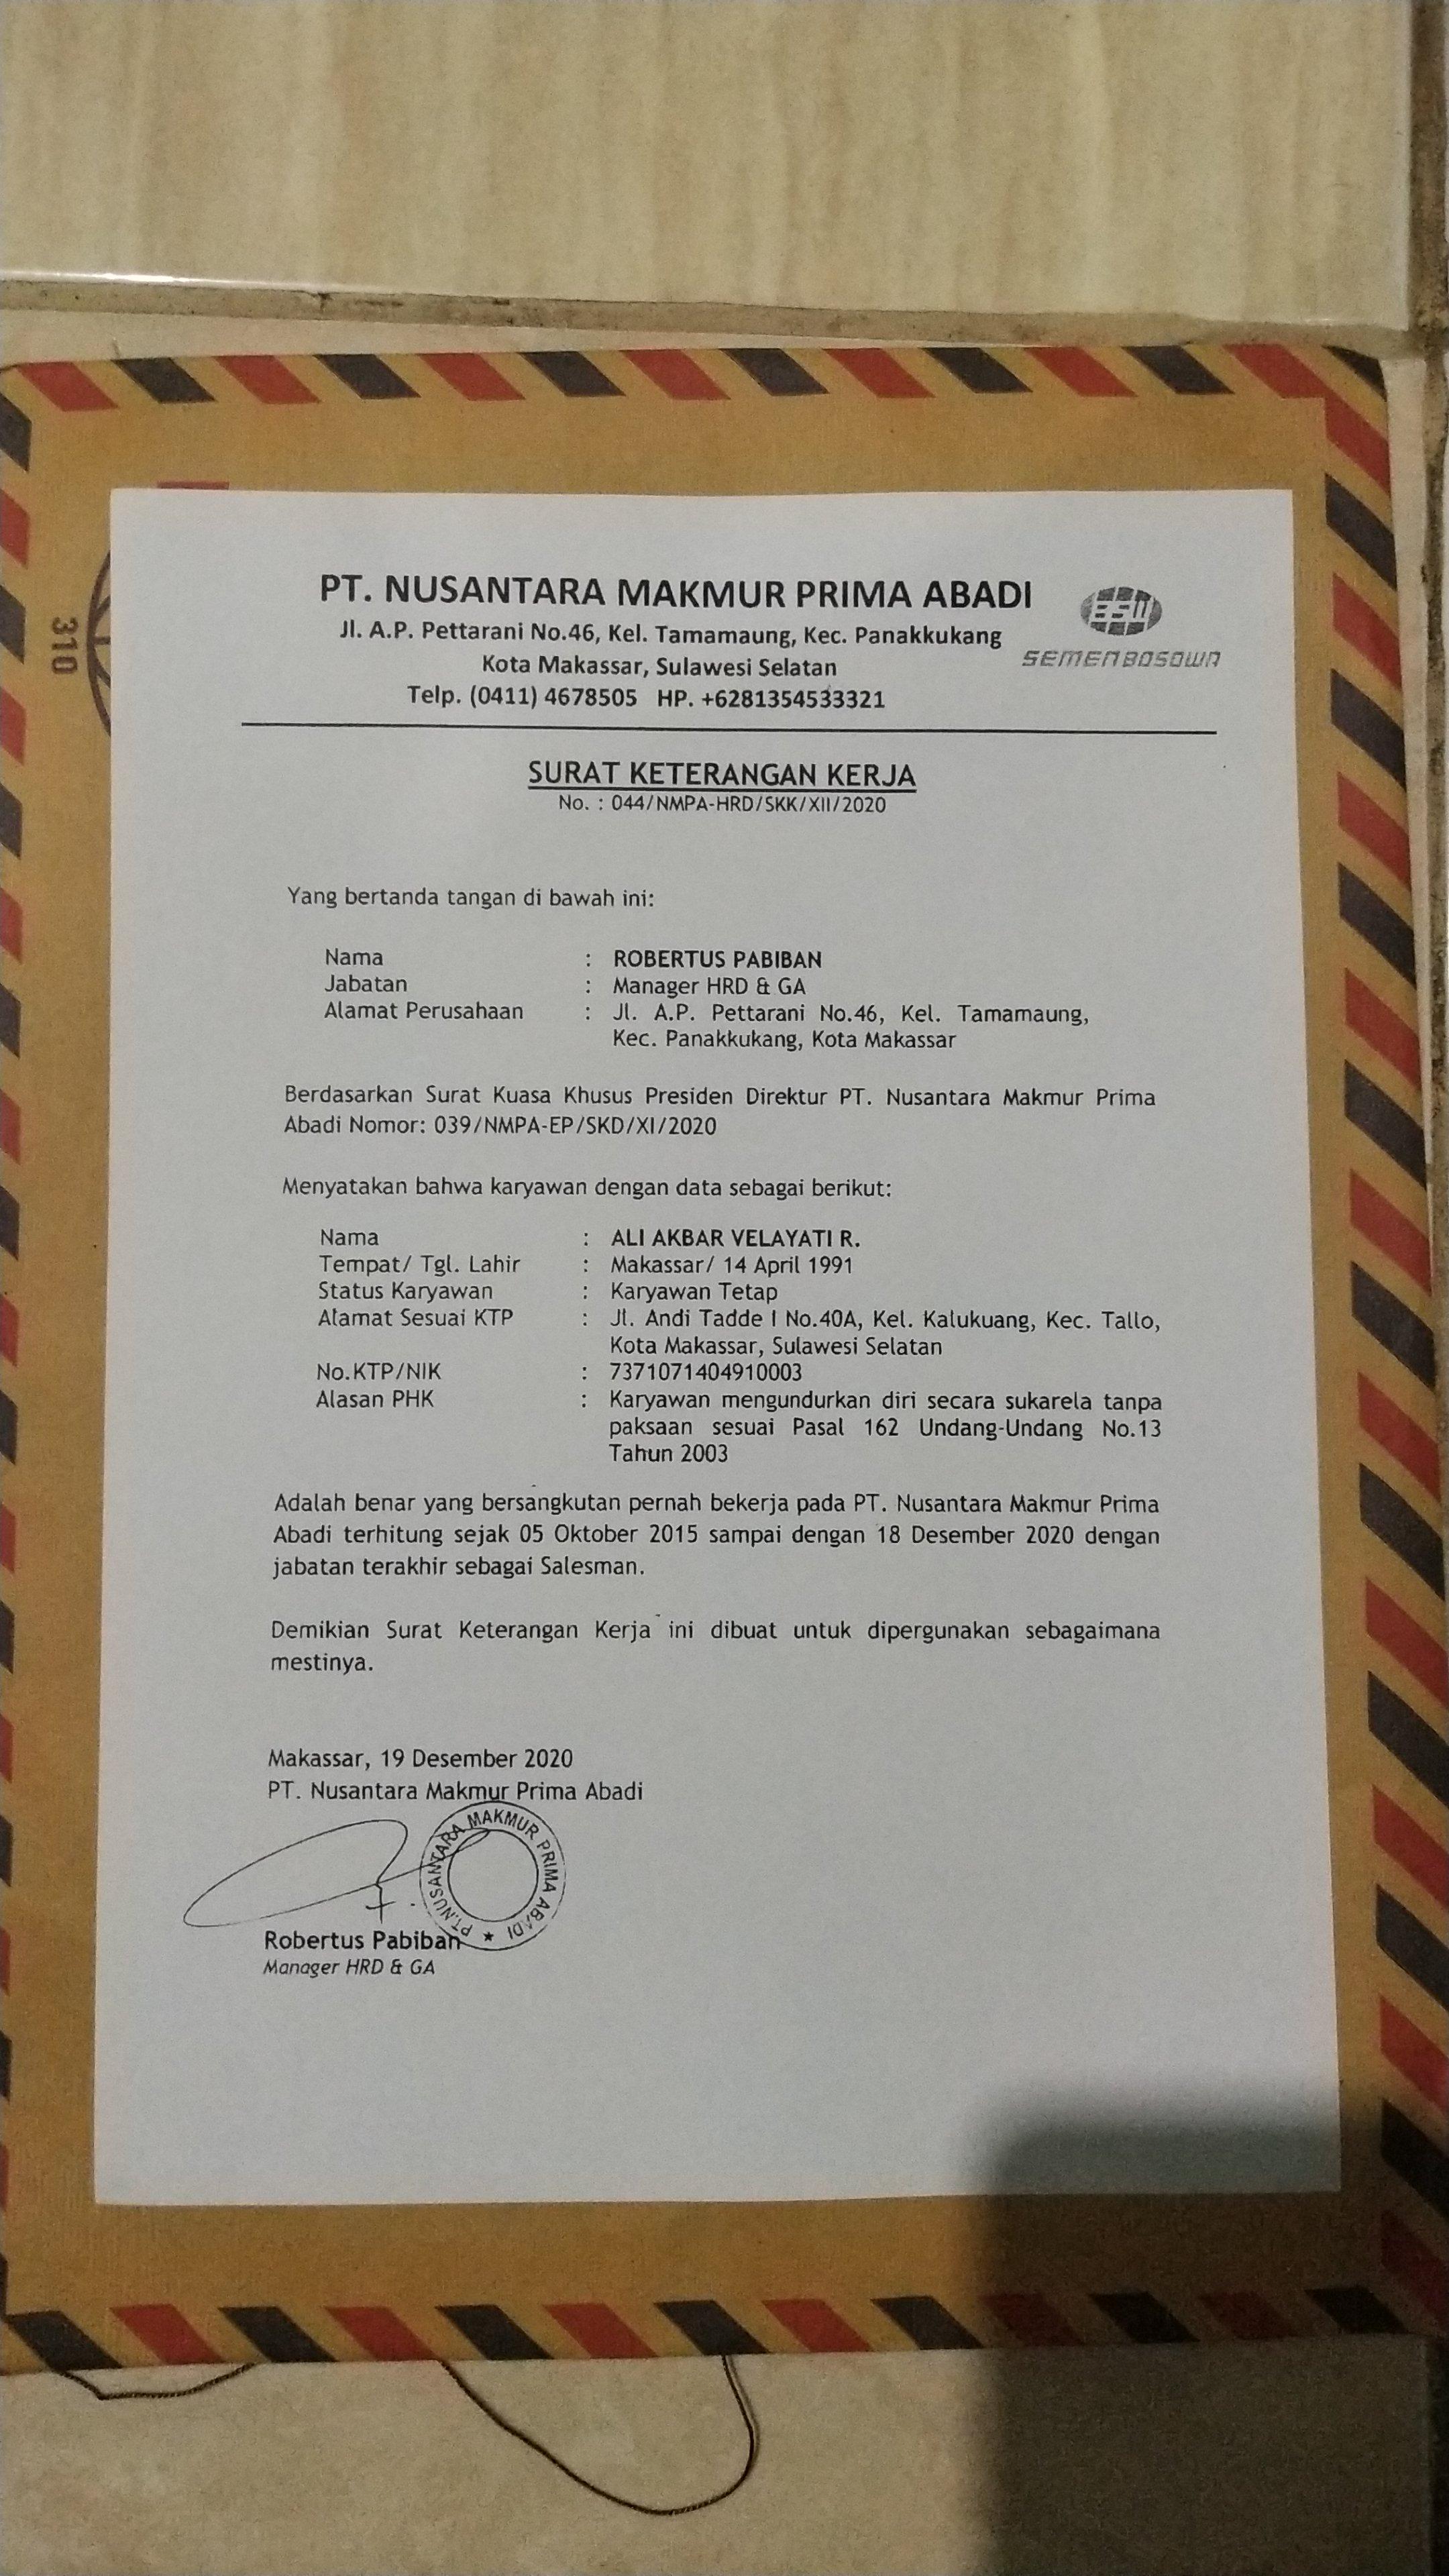 310
PT. NUSANTARA MAKMUR PRIMA ABADI
Jl. A.P. Pettarani No.46, Kel. Tamamaung, Kec. Panakkukang
Kota Makassar, Sulawesi Selatan
Telp. (0411) 4678505 HP. +6281354533321
BSW
SEMEN BOSOWA
SURAT KETERANGAN KERJA
No. : 044/NMPA-HRD/SKK/XII/2020
Yang bertanda tangan di bawah ini:
Nama : ROBERTUS PABIBAN
Jabatan : Manager HRD & GA
Alamat Perusahaan : Jl. A.P. Pettarani No.46, Kel. Tamamaung,
Kec. Panakkukang, Kota Makassar
Berdasarkan Surat Kuasa Khusus Presiden Direktur PT. Nusantara Makmur Prima
Abadi Nomor: 039/NMPA-EP/SKD/XI/2020
Menyatakan bahwa karyawan dengan data sebagai berikut:
Nama : ALI AKBAR VELAYATI R.
Tempat/ Tgl. Lahir : Makassar/ 14 April 1991
Status Karyawan : Karyawan Tetap
Alamat Sesuai KTP : Jl. Andi Tadde I No.40A, Kel. Kalukuang, Kec. Tallo,
Kota Makassar, Sulawesi Selatan
No.KTP/NIK : 7371071404910003
Alasan PHK : Karyawan mengundurkan diri secara sukarela tanpa
paksaan sesuai Pasal 162 Undang-Undang No.13
Tahun 2003
Adalah benar yang bersangkutan pernah bekerja pada PT. Nusantara Makmur Prima
Abadi terhitung sejak 05 Oktober 2015 sampai dengan 18 Desember 2020 dengan
jabatan terakhir sebagai Salesman.
Demikian Surat Keterangan Kerja ini dibuat untuk dipergunakan sebagaimana
mestinya.
Makassar, 19 Desember 2020
PT. Nusantara Makmur Prima Abadi
PT.NUSANTARA MAKMUR PRIMA ABADI
Robertus Pabiban
Manager HRD & GA